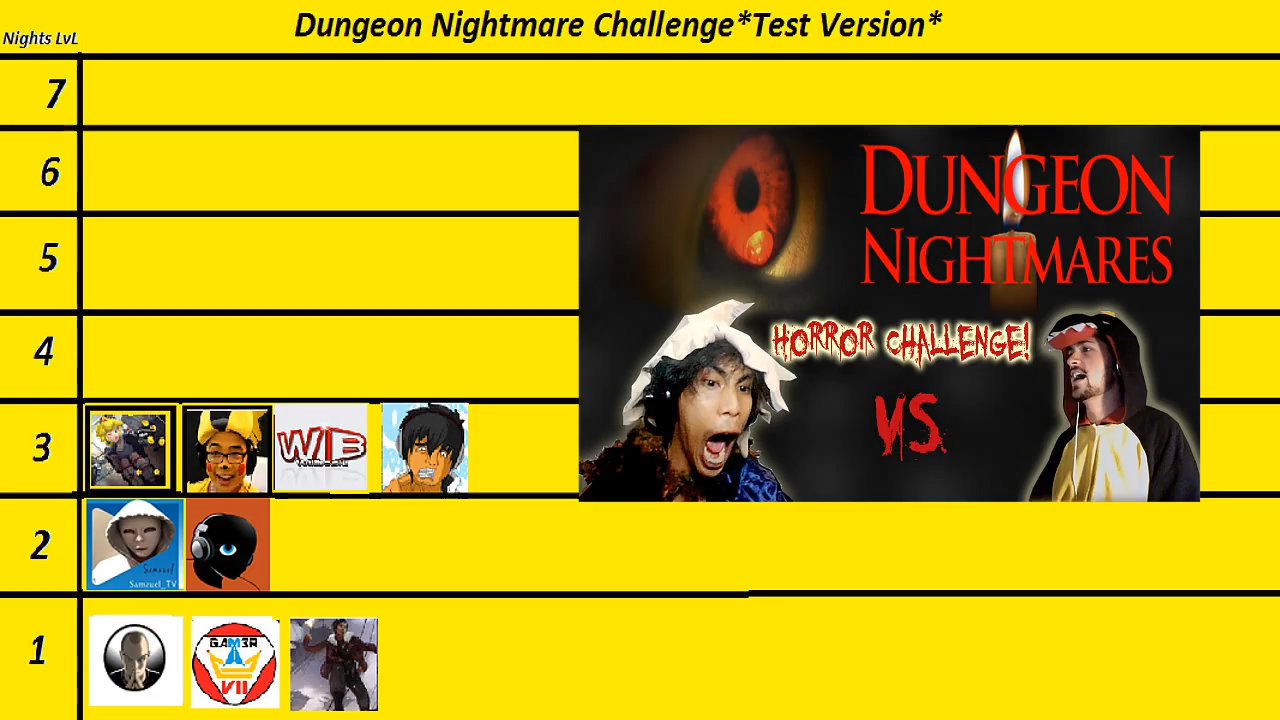 Dungeon Nightmare Challenge*Test Version*
Nights LvL
7
6
5
4
3
2
1
DUNGEON
NIGHTMARES
HORROR CHALLENGE!
VS.
WIB
Samzuel_TV
GAM3R
VII